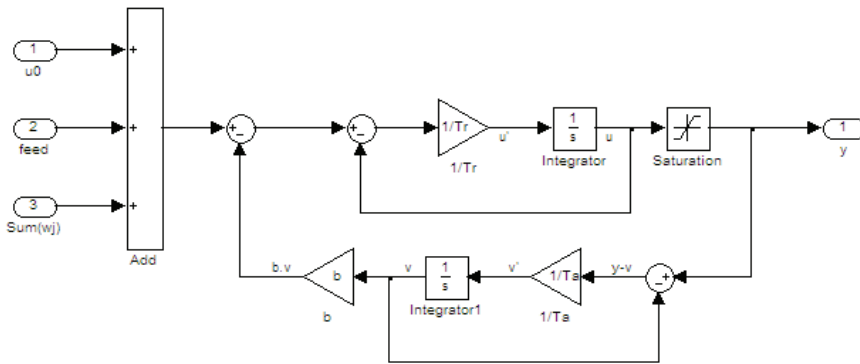 1
u0
2
feed
3
Sum(wj)
+
+
+
Add
+
−
+
−
1/Tr
1/Tr
u'
1
s
Integrator
u
Saturation
1
y
b.v
b
b
v
1
s
Integrator1
v'
1/Ta
1/Ta
y-v
−
+